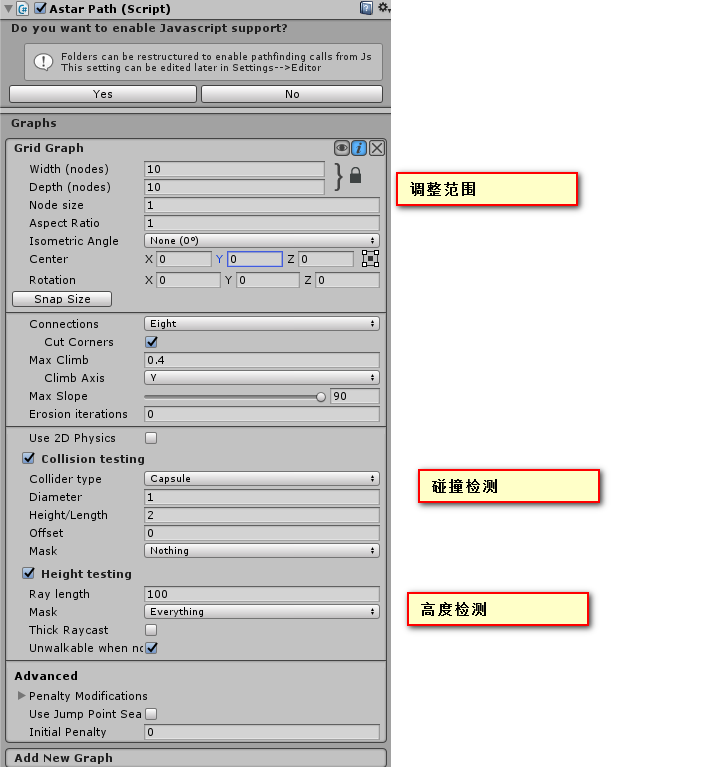 Astar Path (Script)
Do you want to enable Javascript support?
Folders can be restructured to enable pathfinding calls from Js
This setting can be edited later in Settings-->Editor
Yes No
Graphs
Grid Graph
Width (nodes) 10
Depth (nodes) 10
调整范围
Node size 1
Aspect Ratio 1
Isometric Angle None (0°)
Center X 0 Y 0 Z 0
Rotation X 0 Y 0 Z 0
Snap Size
Connections Eight
Cut Corners
Max Climb 0.4
Climb Axis Y
Max Slope 90
Erosion iterations 0
Use 2D Physics
Collision testing
Collider type Capsule
碰撞检测
Diameter 1
Height/Length 2
Offset 0
Mask Nothing
Height testing
Ray length 100
Mask Everything
高度检测
Thick Raycast
Unwalkable when no
Advanced
Penalty Modifications
Use Jump Point Sea
Initial Penalty 0
Add New Graph